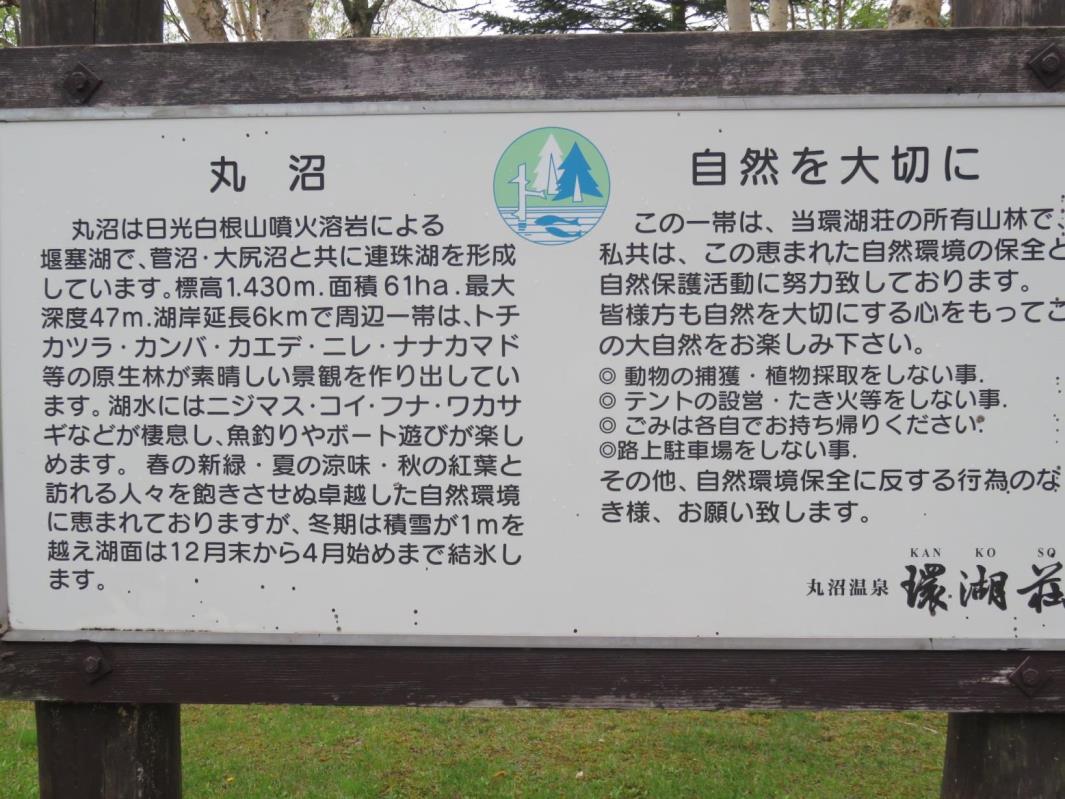 丸沼
丸沼は日光白根山噴火溶岩による
堰塞湖で、菅沼・大尻沼と共に連珠湖を形成
しています。標高1.430m.面積61ha.最大
深度47m.湖岸延長6kmで周辺一帯は、トチ
カツラ・カンバ・カエデ・ニレ・ナナカマド
等の原生林が素晴しい景観を作り出してい
ます。湖水にはニジマス・コイ・フナ・ワカサ
ギなどが棲息し、魚釣りやボート遊びが楽し
めます。春の新緑・夏の涼味・秋の紅葉と
訪れる人々を飽きさせぬ卓越した自然環境
に恵まれておりますが、冬期は積雪が1mを
越え湖面は12月末から4月始めまで結氷し
ます。
自然を大切に
この一帯は、当環湖荘の所有山林で、
私共は、この恵まれた自然環境の保全と
自然保護活動に努力致しております。
皆様方も自然を大切にする心をもってこ
の大自然をお楽しみ下さい。
◎動物の捕獲・植物採取をしない事.
◎テントの設営・たき火等をしない事.
◎ごみは各自でお持ち帰りください.
◎路上駐車場をしない事.
その他、自然環境保全に反する行為のな
き様、お願い致します。
KAN KO SO
丸沼温泉 環湖荘